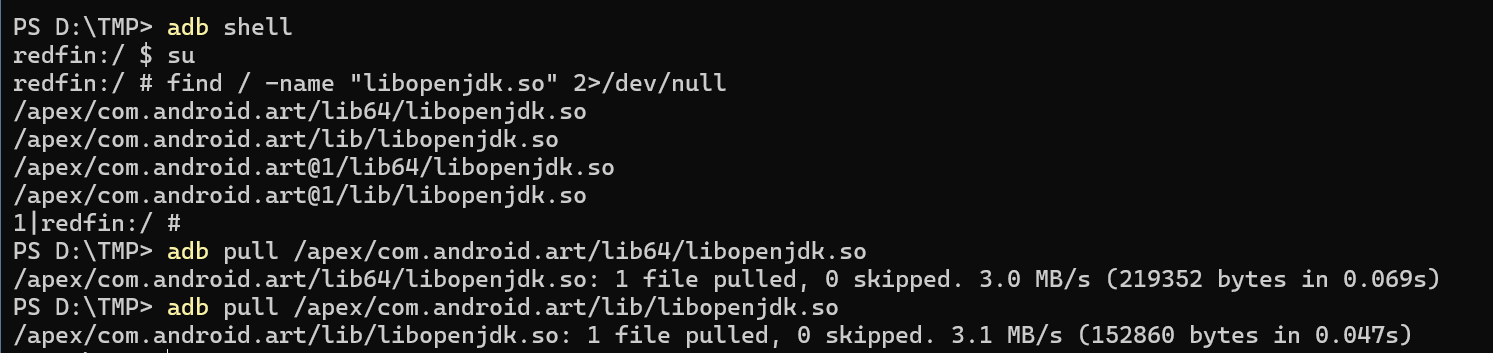 PS D:\TMP> adb shell
redfin:/ $ su
redfin:/ # find / -name "libopenjdk.so" 2>/dev/null
/apex/com.android.art/lib64/libopenjdk.so
/apex/com.android.art/lib/libopenjdk.so
/apex/com.android.art@1/lib64/libopenjdk.so
/apex/com.android.art@1/lib/libopenjdk.so
1|redfin:/ #
PS D:\TMP> adb pull /apex/com.android.art/lib64/libopenjdk.so
/apex/com.android.art/lib64/libopenjdk.so: 1 file pulled, 0 skipped. 3.0 MB/s (219352 bytes in 0.069s)
PS D:\TMP> adb pull /apex/com.android.art/lib/libopenjdk.so
/apex/com.android.art/lib/libopenjdk.so: 1 file pulled, 0 skipped. 3.1 MB/s (152860 bytes in 0.047s)